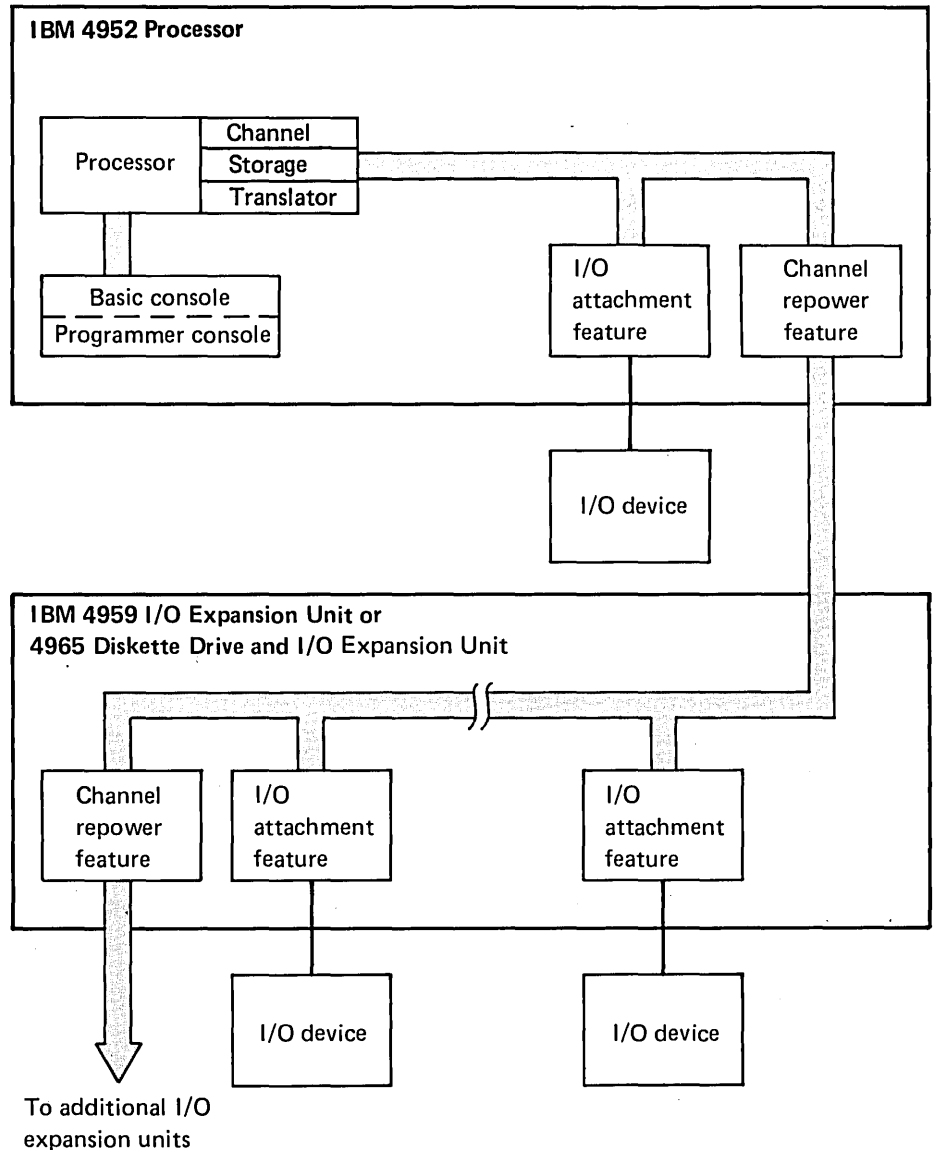 IBM 4952 Processor
Processor
Channel
Storage
Translator
Basic console
Programmer console
I/O
attachment
feature
Channel
repower
feature
I/O device
IBM 4959 I/O Expansion Unit or
4965 Diskette Drive and I/O Expansion Unit
Channel
repower
feature
I/O
attachment
feature
I/O
attachment
feature
I/O device
I/O device
To additional I/O
expansion units